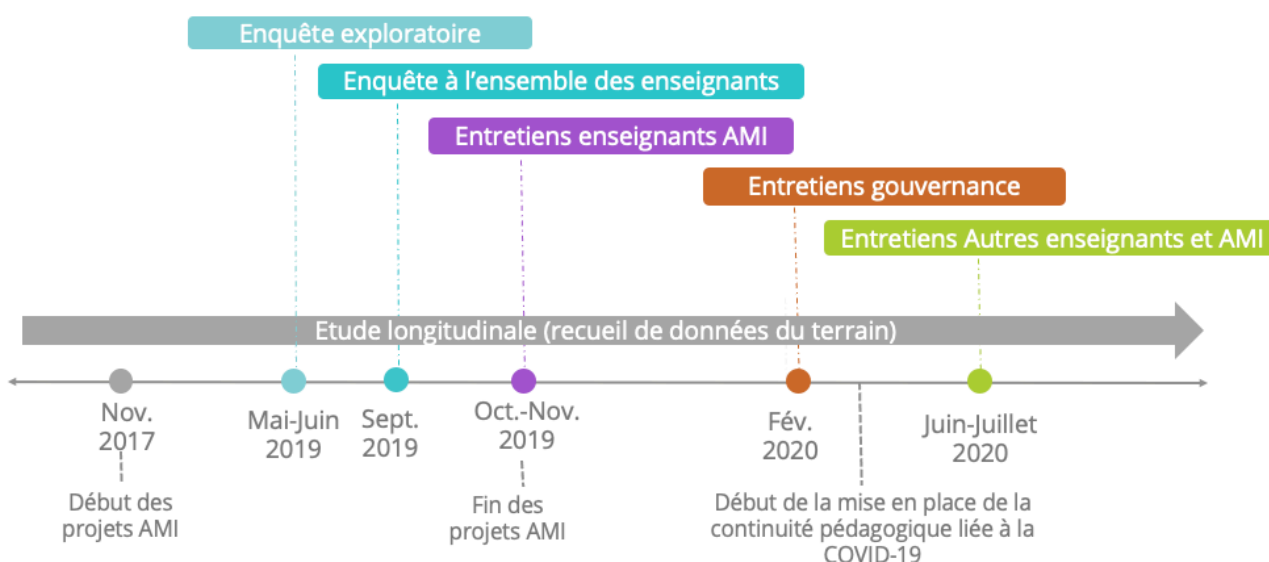 Enquête exploratoire
Enquête à l'ensemble des enseignants
Entretiens enseignants AMI
Entretiens gouvernance
Entretiens Autres enseignants et AMI
Etude longitudinale (recueil de données du terrain)
Nov.
2017
Mai-Juin
2019
Sept.
2019
Oct.-Nov.
2019
Fév.
2020
Juin-Juillet
2020
Début des
projets AMI
Fin des
projets AMI
Début de la mise en place de la
continuité pédagogique liée à la
COVID-19